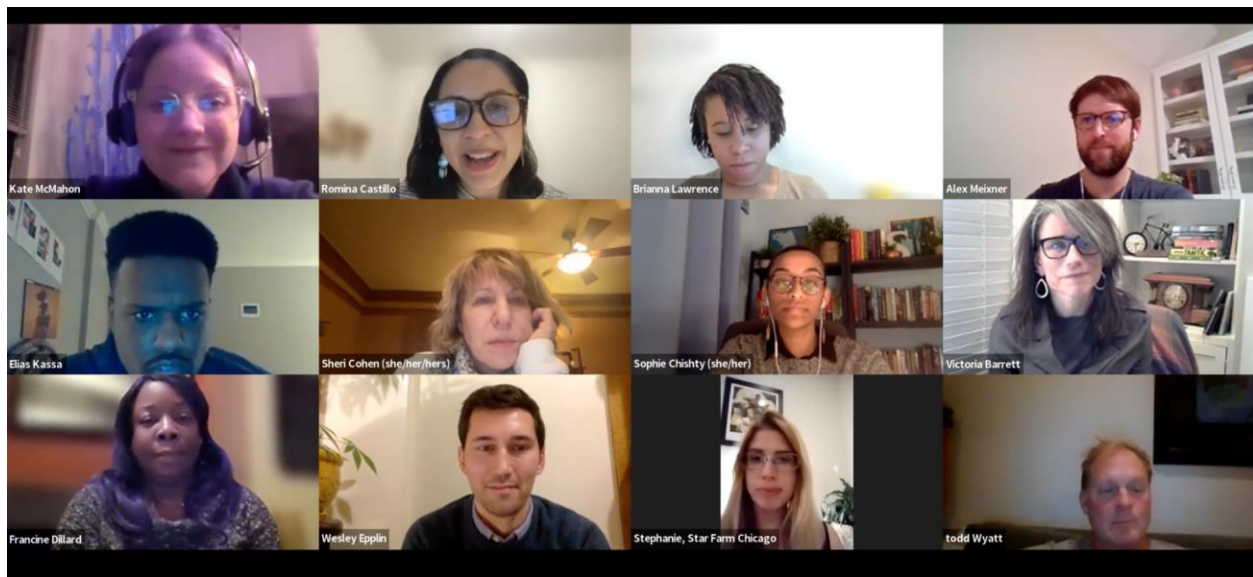 Kate McMahon
Romina Castillo
Brianna Lawrence
Alex Meixner
Elias Kassa
Sheri Cohen (she/her/hers)
Sophie Chishty (she/her)
Victoria Barrett
Francine Dillard
Wesley Epplin
Stephanie, Star Farm Chicago
todd Wyatt